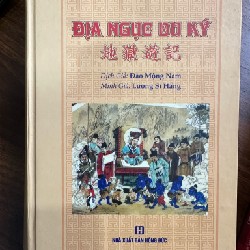 ĐỊA NGỤC DU KÝ
地獄遊記
Dịch Giả: Đào Mộng Nam
Minh Giải: Lương Sĩ Hằng
NHÀ XUẤT BẢN HỒNG ĐỨC